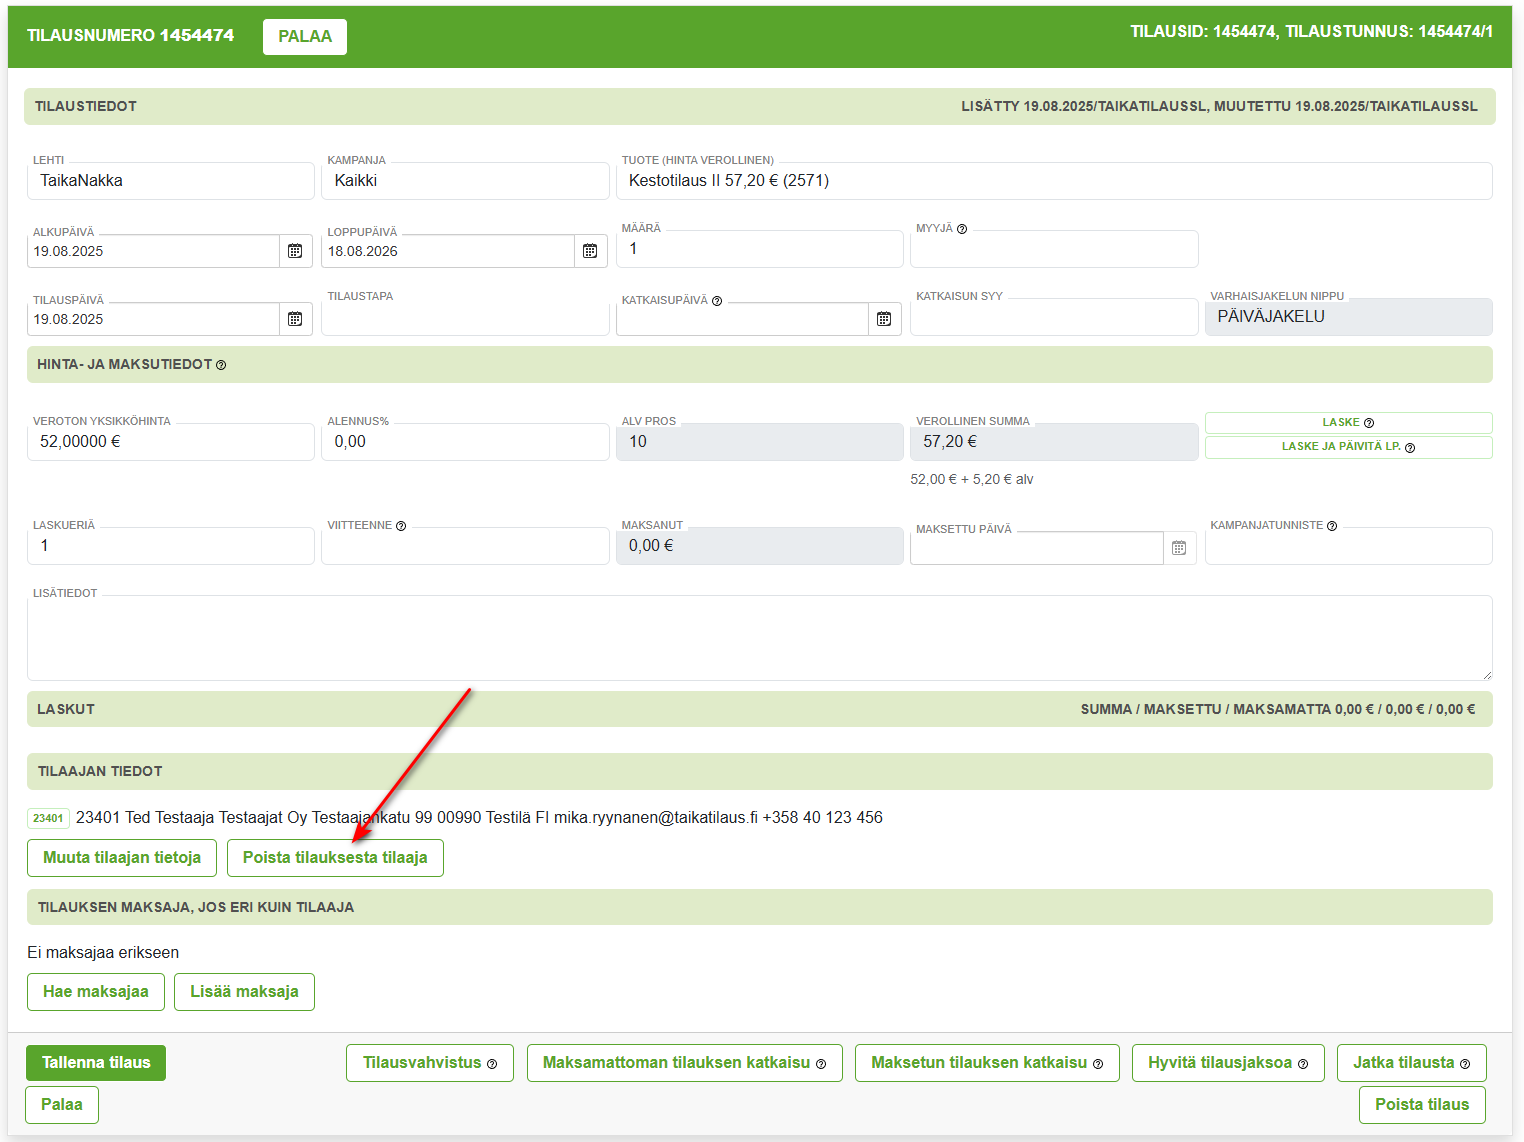 TILAUSNUMERO 1454474 PALAA TILAUSID: 1454474, TILAUSTUNNUS: 1454474/1
TILAUSTIEDOT LISÄTTY 19.08.2025/TAIKATILAUSSL, MUUTETTU 19.08.2025/TAIKATILAUSSL
LEHTI KAMPANJA TUOTE (HINTA VEROLLINEN)
TaikaNakka Kaikki Kestotilaus II 57,20 € (2571)
ALKUPÄIVÄ LOPPUPÄIVÄ MÄÄRÄ MYYJÄ
19.08.2025 18.08.2026 1
TILAUSPÄIVÄ TILAUSTAPA KATKAISUPÄIVÄ KATKAISUN SYY VARHAISJAKELUN NIPPU
19.08.2025 PÄIVÄJAKELU
HINTA- JA MAKSUTIEDOT
VEROTON YKSIKKÖHINTA ALENNUS% ALV PROS VEROLLINEN SUMMA LASKE
52,00000 € 0,00 10 57,20 € LASKE JA PÄIVITÄ LP.
52,00 € + 5,20 € alv
LASKUERIÄ VIITTEENNE MAKSANUT MAKSETTU PÄIVÄ KAMPANJATUNNISTE
1 0,00 €
LISÄTIEDOT
LASKUT SUMMA / MAKSETTU / MAKSAMATTA 0,00 € / 0,00 € / 0,00 €
TILAAJAN TIEDOT
23401 23401 Ted Testaaja Testaajat Oy Testaajankatu 99 00990 Testilä FI mika.ryynanen@taikatilaus.fi +358 40 123 456
Muuta tilaajan tietoja Poista tilauksesta tilaaja
TILAUKSEN MAKSAJA, JOS ERI KUIN TILAAJA
Ei maksajaa erikseen
Hae maksajaa Lisää maksaja
Tallenna tilaus Tilausvahvistus Maksamattoman tilauksen katkaisu Maksetun tilauksen katkaisu Hyvitä tilausjaksoa Jatka tilausta
Palaa Poista tilaus